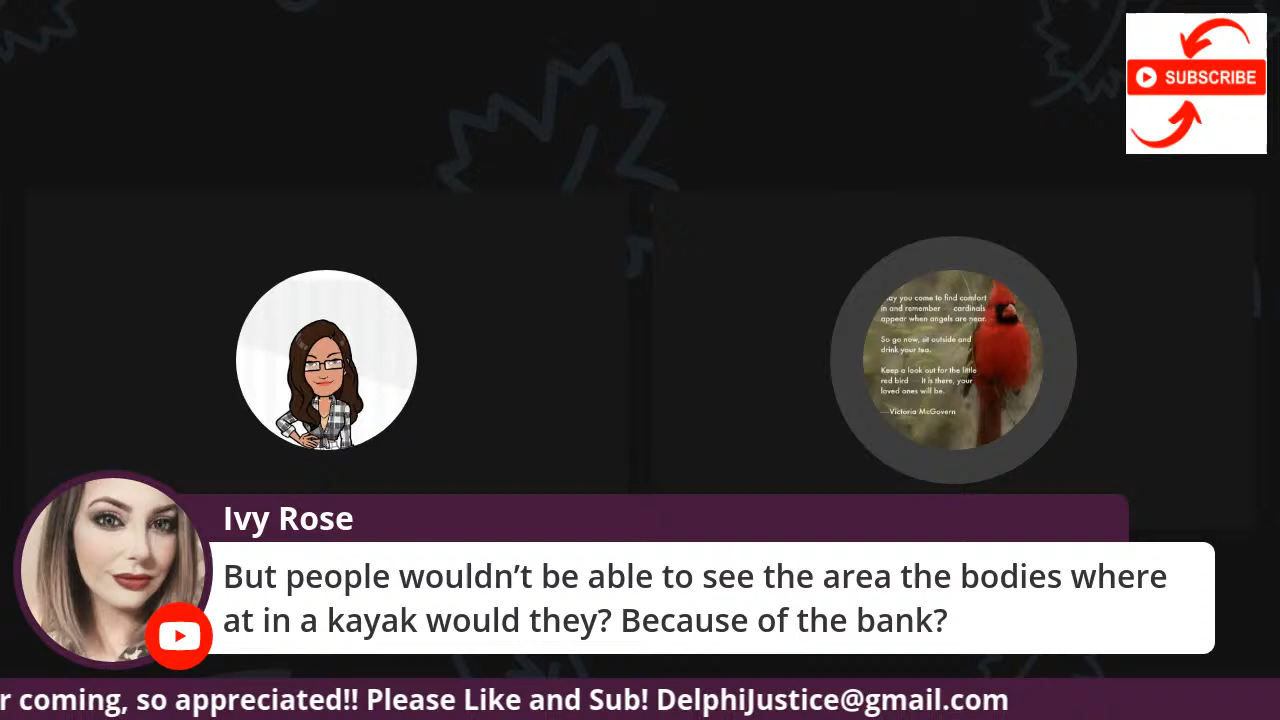 SUBSCRIBE
ay you come to find comfort
in and remember cardinals
appear when angels are near.
So go now, sit outside and
drink your tea.
Keep a look out for the little
red bird It is there, your
loved ones will be.
—Victoria McGovern
Ivy Rose
But people wouldn’t be able to see the area the bodies where
at in a kayak would they? Because of the bank?
r coming, so appreciated!! Please Like and Sub! DelphiJustice@gmail.com